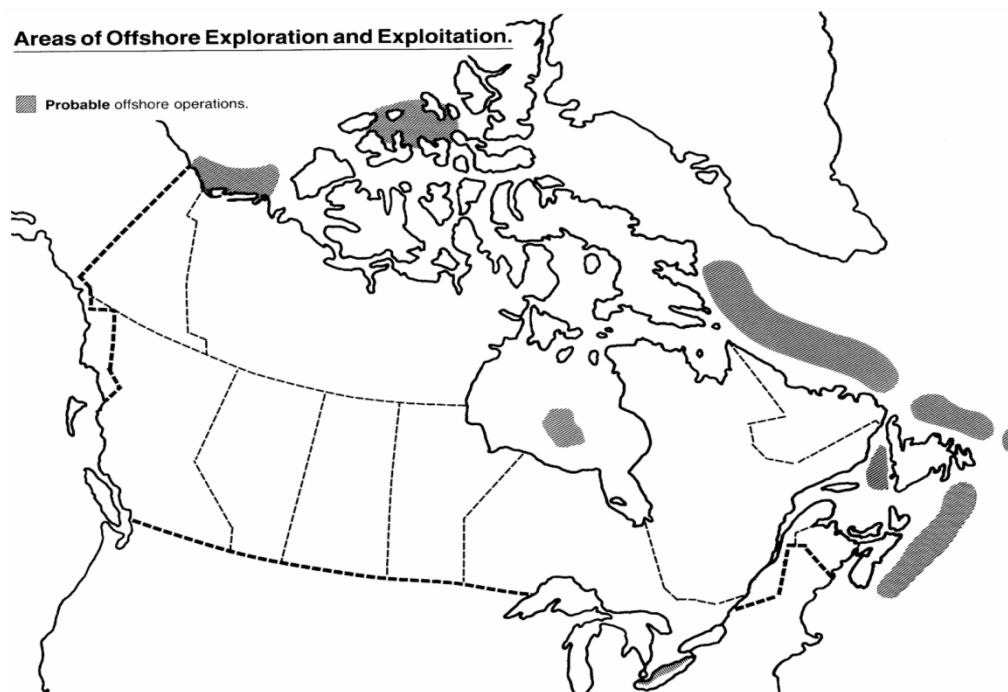 Areas of Offshore Exploration and Exploitation.
Probable offshore operations.